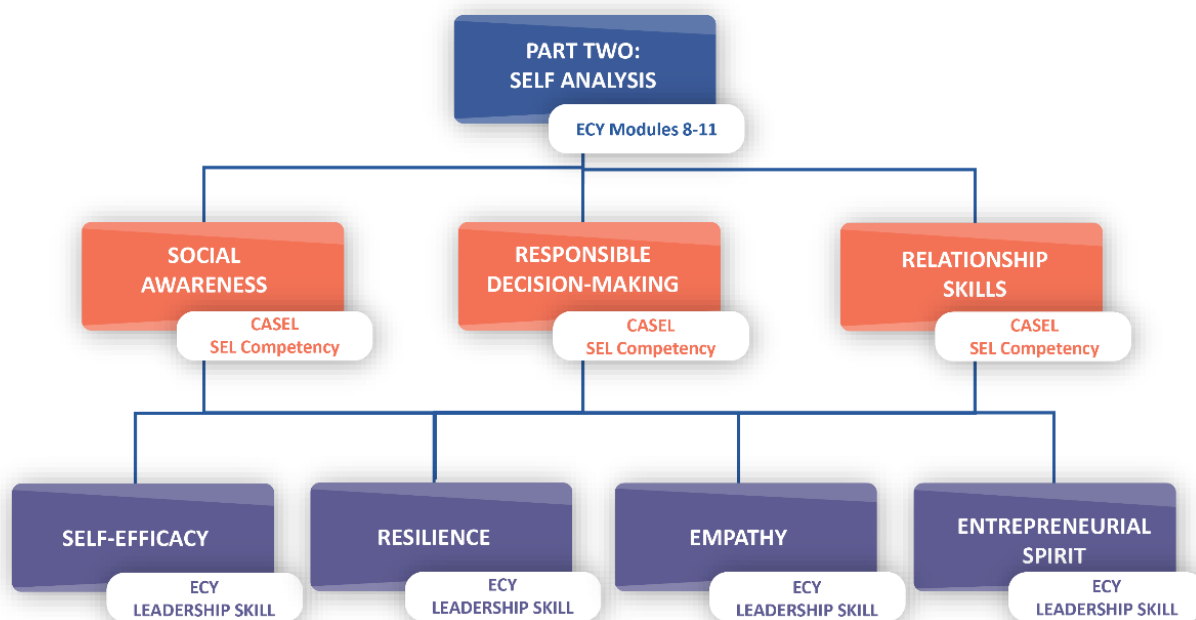 PART TWO:
SELF ANALYSIS
ECY Modules 8-11
SOCIAL
AWARENESS
CASEL
SEL Competency
RESPONSIBLE
DECISION-MAKING
CASEL
SEL Competency
RELATIONSHIP
SKILLS
CASEL
SEL Competency
SELF-EFFICACY
ECY
LEADERSHIP SKILL
RESILIENCE
ECY
LEADERSHIP SKILL
EMPATHY
ECY
LEADERSHIP SKILL
ENTREPRENEURIAL
SPIRIT
ECY
LEADERSHIP SKILL